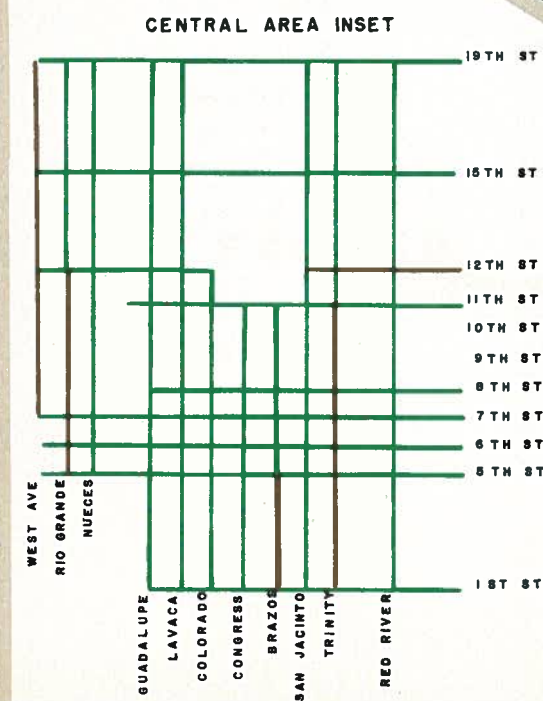 CENTRAL AREA INSET
19TH ST
15TH ST
12TH ST
11TH ST
10TH ST
9TH ST
8TH ST
7TH ST
6TH ST
5TH ST
1ST ST
WEST AVE
RIO GRANDE
NUECES
GUADALUPE
LAVACA
COLORADO
CONGRESS
BRAZOS
SAN JACINTO
TRINITY
RED RIVER